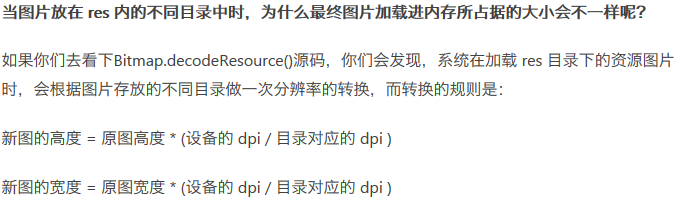 当图片放在 res 内的不同目录中时，为什么最终图片加载进内存所占据的大小会不一样呢？
如果你们去看下Bitmap.decodeResource()源码，你们会发现，系统在加载 res 目录下的资源图片
时，会根据图片存放的不同目录做一次分辨率的转换，而转换的规则是：
新图的高度 = 原图高度 * (设备的 dpi / 目录对应的 dpi )
新图的宽度 = 原图宽度 * (设备的 dpi / 目录对应的 dpi )